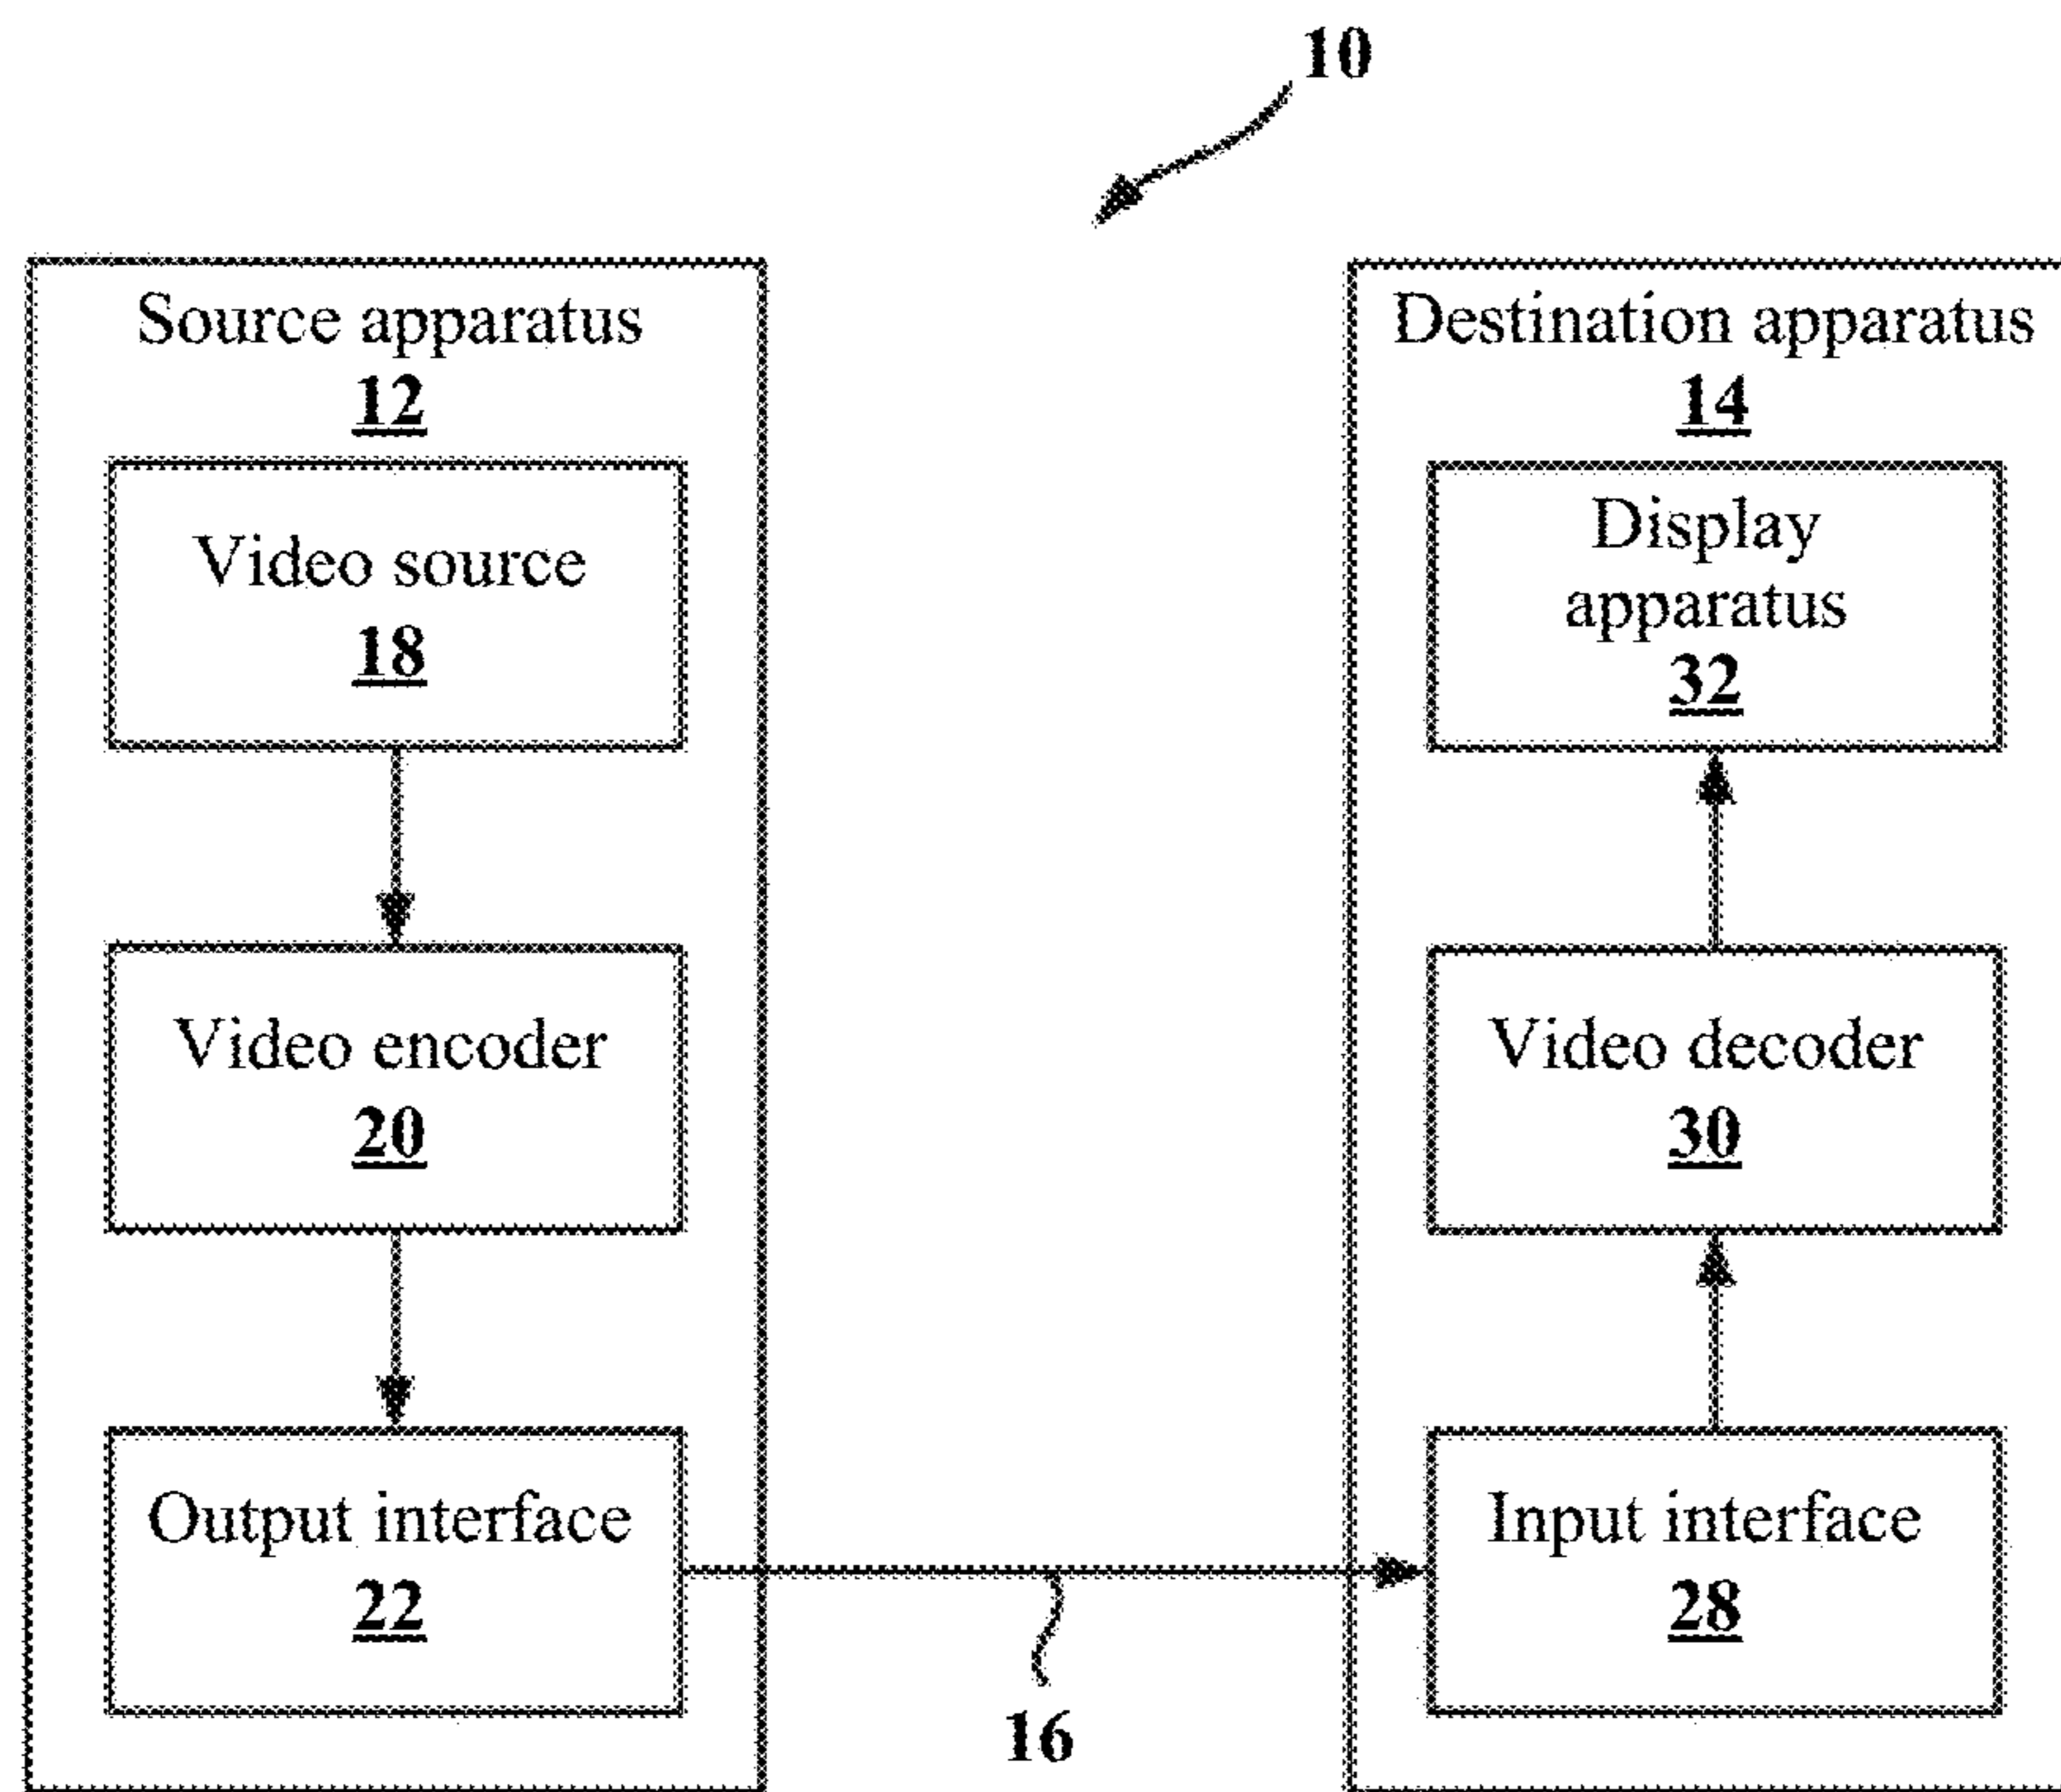 10
Source apparatus
12
Video source
18
Video encoder
20
Output interface
22
16
Destination apparatus
14
Display
apparatus
32
Video decoder
30
Input interface
28